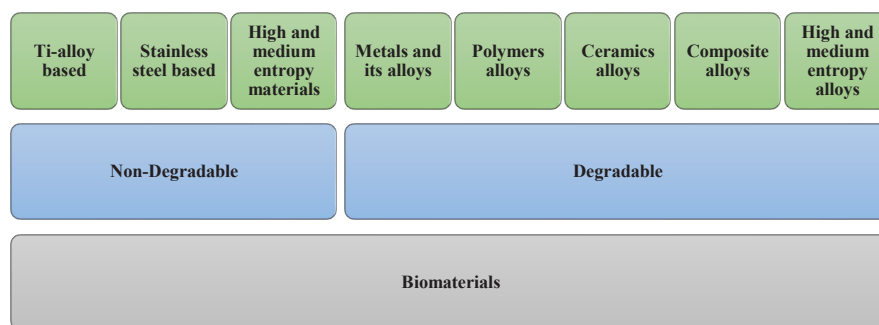 Ti-alloy
based
Stainless
steel based
High and
medium
entropy
materials
Metals and
its alloys
Polymers
alloys
Ceramics
alloys
Composite
alloys
High and
medium
entropy
alloys
Non-Degradable
Degradable
Biomaterials